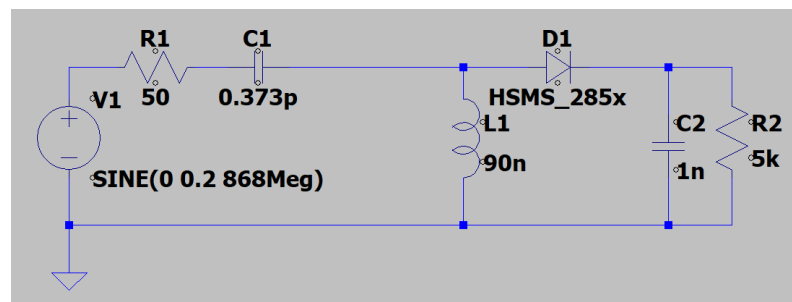 R1
C1
D1
V1
50
0.373p
HSMS_285x
L1
C2
R2
90n
1n
5k
SINE(0 0.2 868Meg)